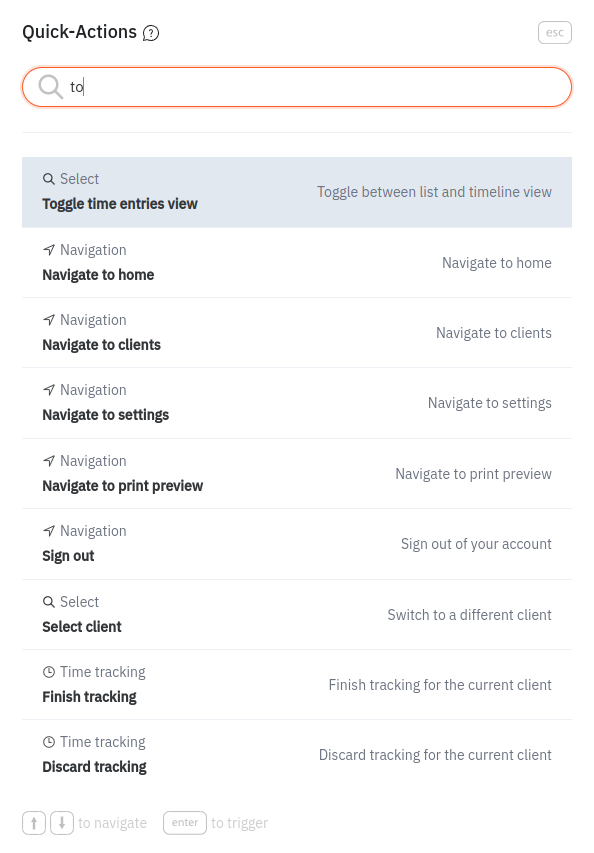 Quick-Actions
esc
to
Select
Toggle time entries view
Toggle between list and timeline view
Navigation
Navigate to home
Navigate to home
Navigation
Navigate to clients
Navigate to clients
Navigation
Navigate to settings
Navigate to settings
Navigation
Navigate to print preview
Navigate to print preview
Navigation
Sign out
Sign out of your account
Select
Select client
Switch to a different client
Time tracking
Finish tracking
Finish tracking for the current client
Time tracking
Discard tracking
Discard tracking for the current client
to navigate enter to trigger